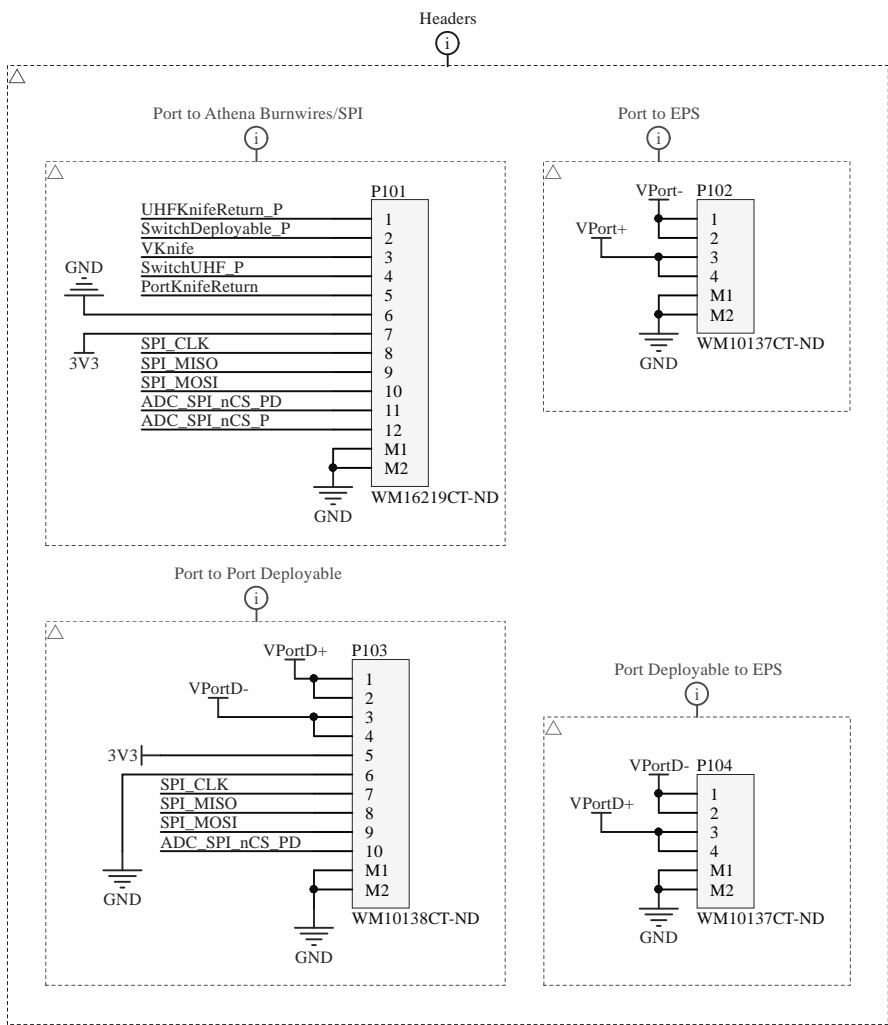 Headers
i
Port to Athena Burnwires/SPI
i
P101
UHFKnifeReturn_P 1
SwitchDeployable_P 2
VKnife 3
SwitchUHF_P 4
PortKnifeReturn 5
GND 6
3V3 7
SPI_CLK 8
SPI_MISO 9
SPI_MOSI 10
ADC_SPI_nCS_PD 11
ADC_SPI_nCS_P 12
M1
M2
WM16219CT-ND
GND
Port to EPS
i
VPort- P102
VPort+
1
2
3
4
M1
M2
WM10137CT-ND
GND
Port to Port Deployable
i
VPortD+ P103
VPortD-
1
2
3
4
3V3 5
6
SPI_CLK 7
SPI_MISO 8
SPI_MOSI 9
ADC_SPI_nCS_PD 10
M1
M2
GND
WM10138CT-ND
GND
Port Deployable to EPS
i
VPortD- P104
VPortD+
1
2
3
4
M1
M2
WM10137CT-ND
GND